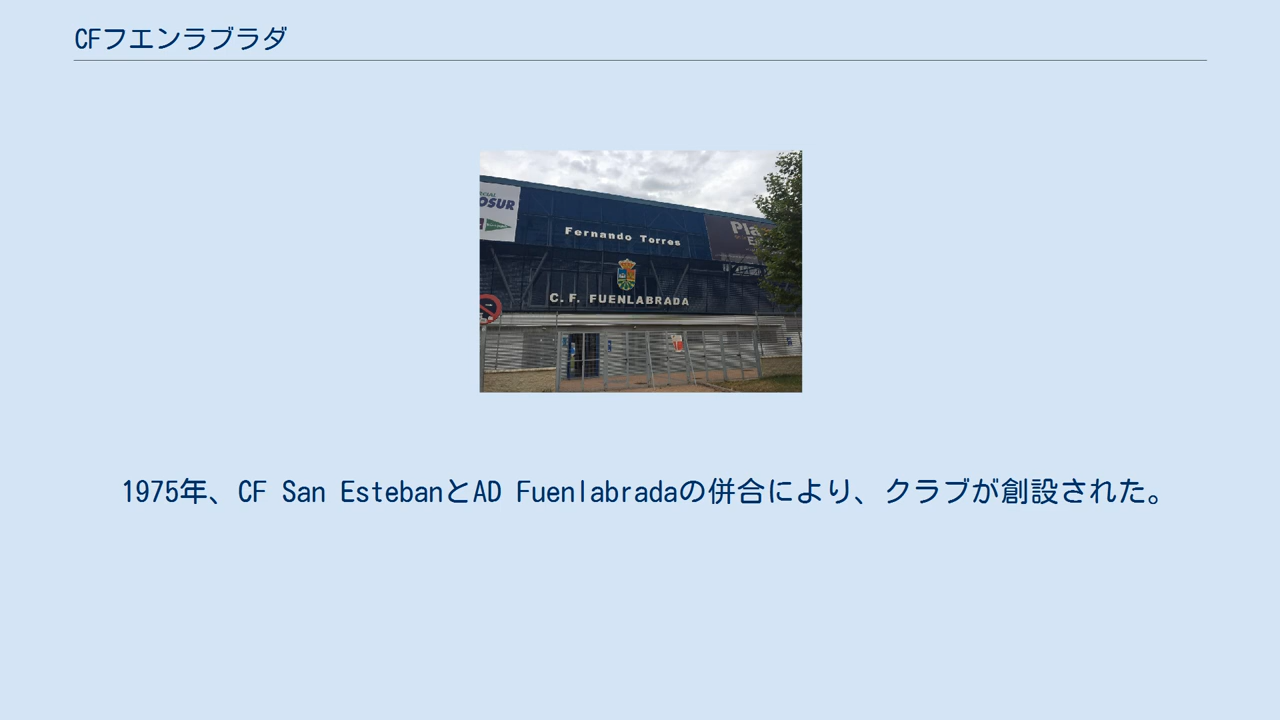 CFフエンラブラダ
OSUR
Fernando Torres
C.F. FUENLABRADA
1975年、CF San EstebanとAD Fuenlabradaの併合により、クラブが創設された。